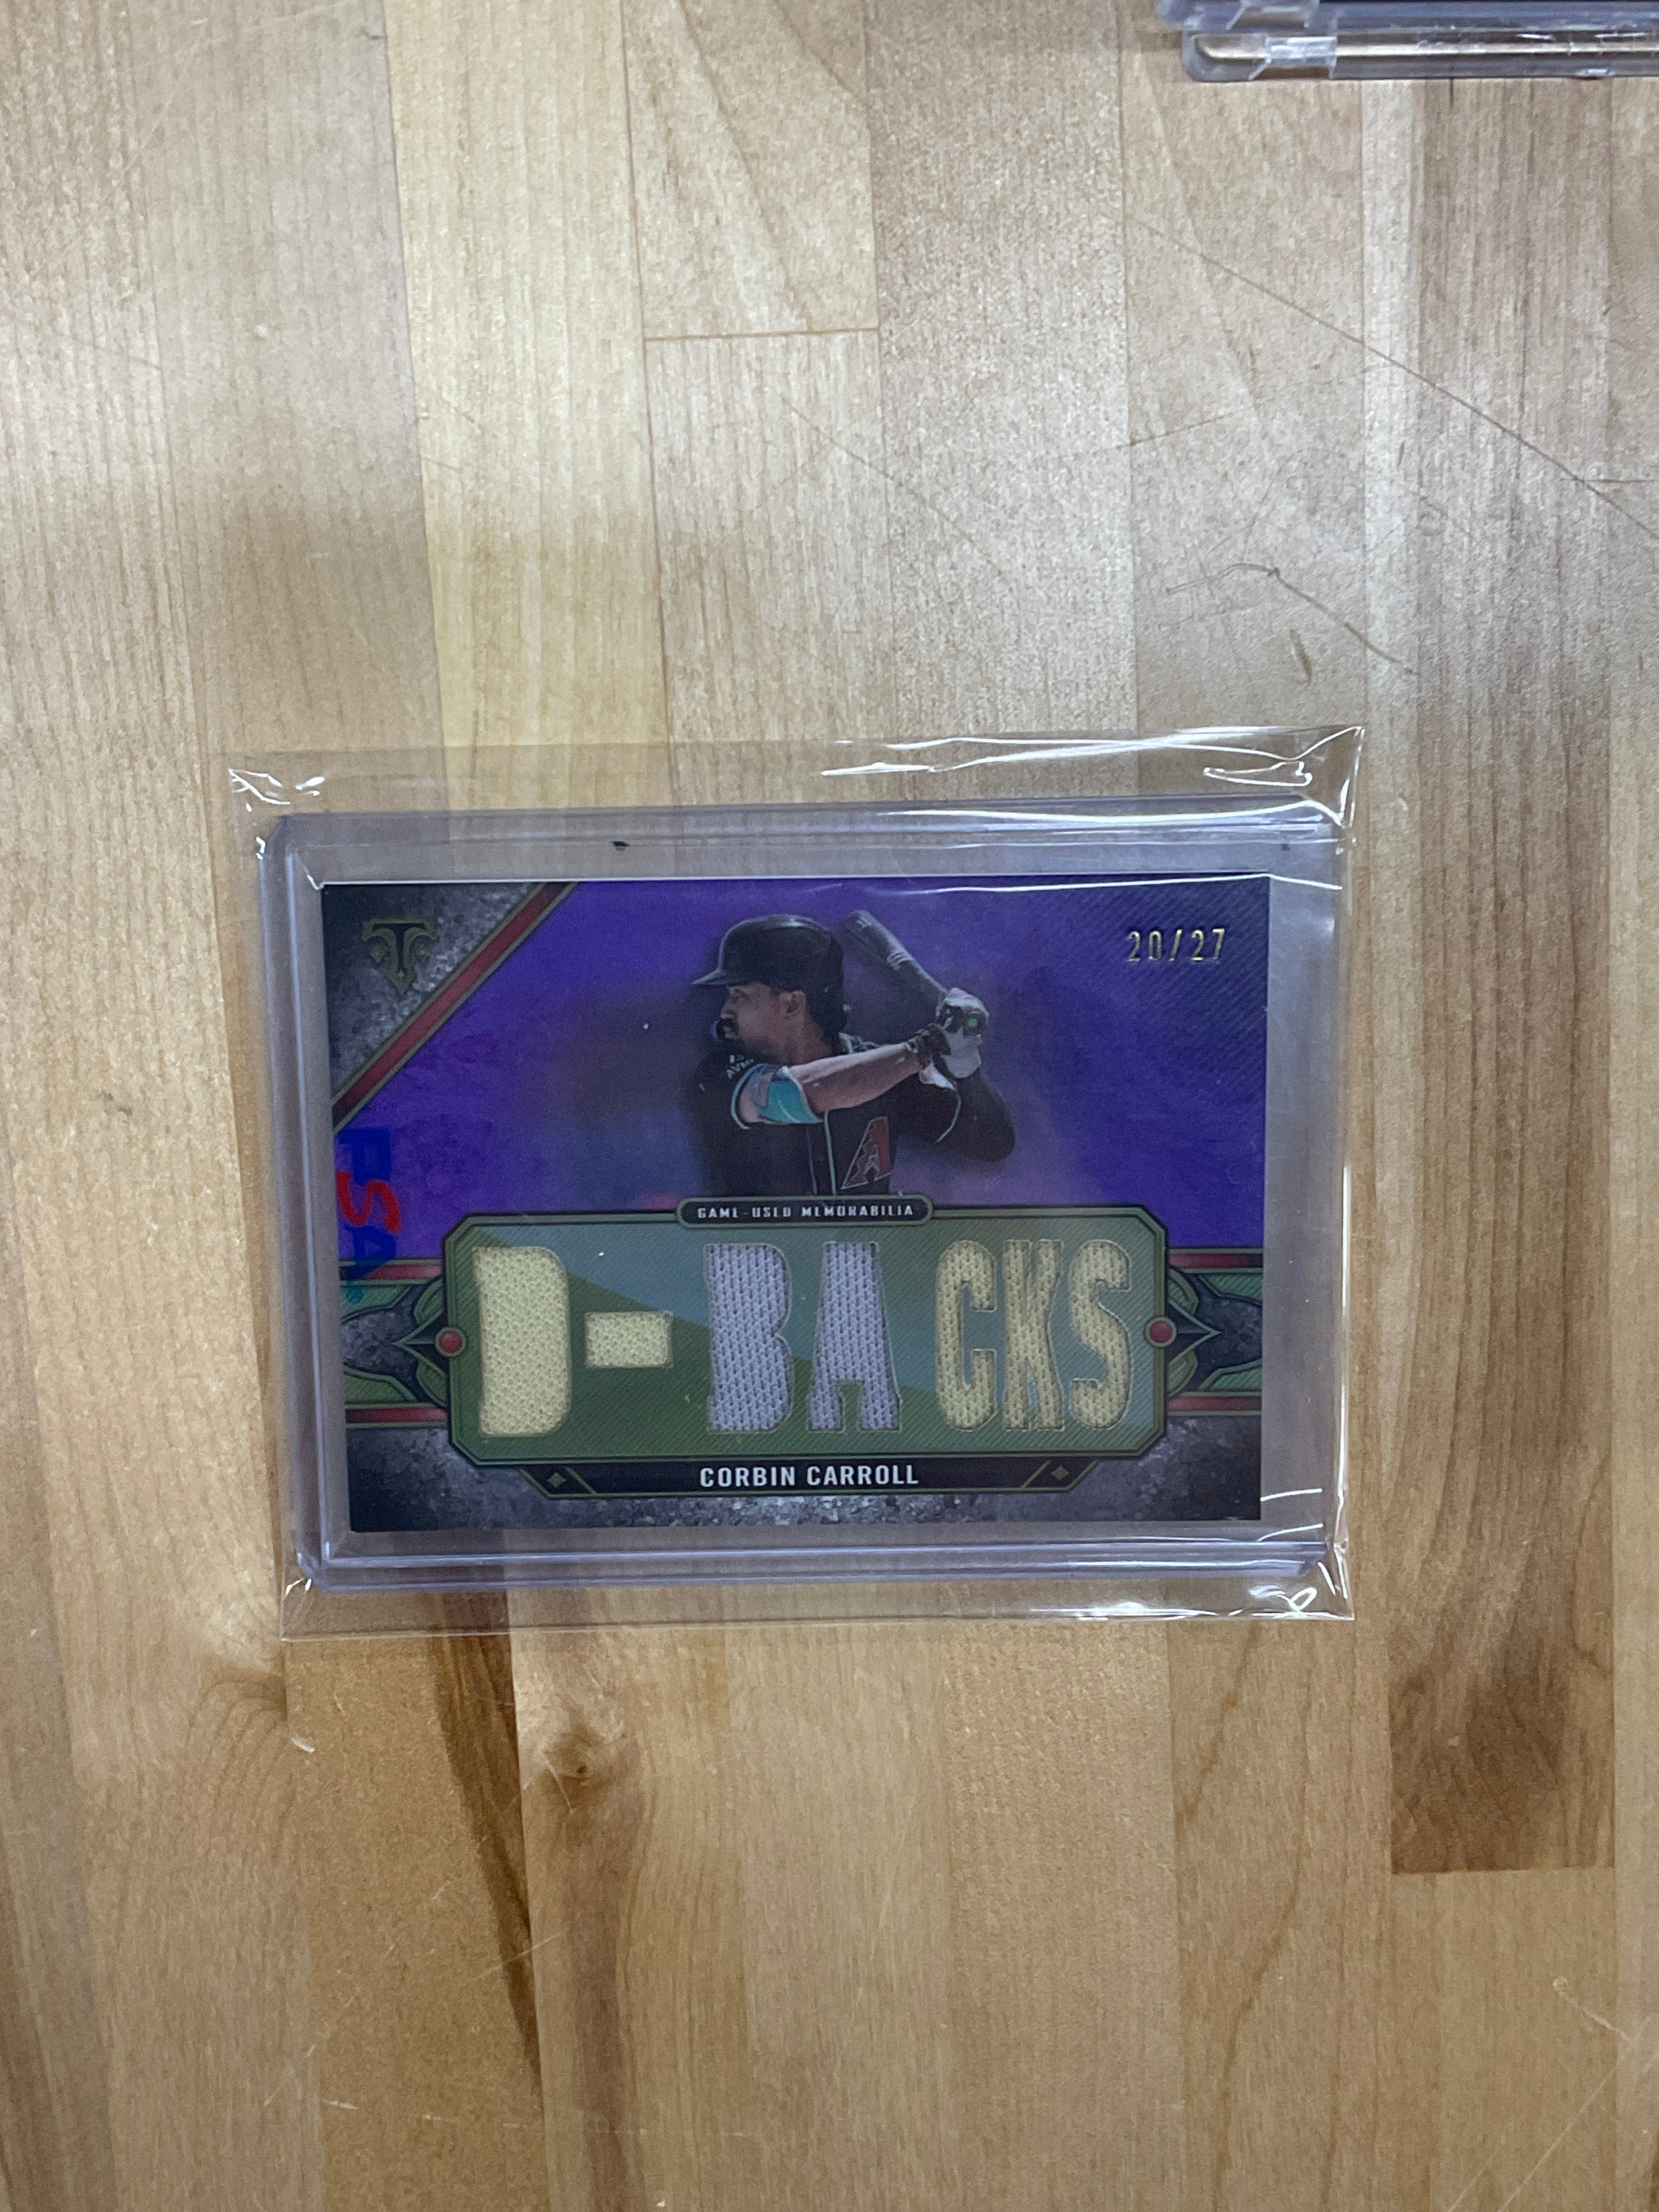 20/27
GAME-USED MEMORABILIA
D-BACKS
CORBIN CARROLL